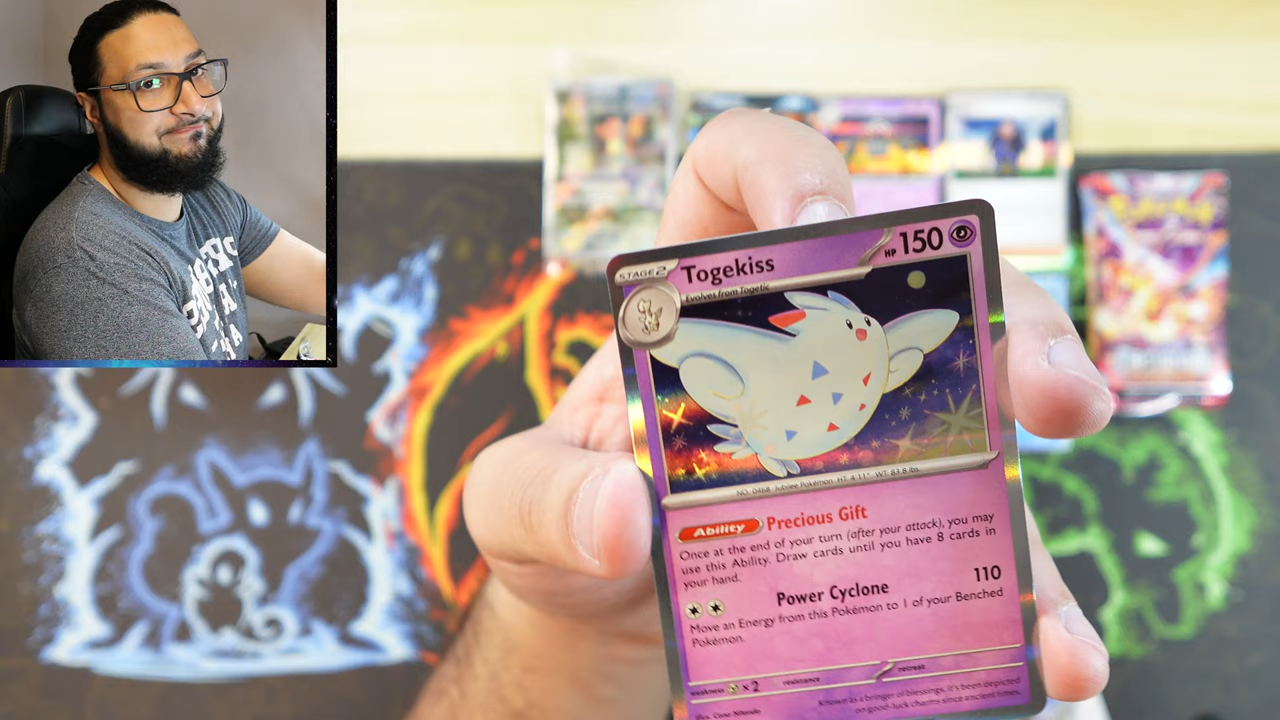 STAGE2
Togekiss
HP 150
Evolves from Togetic
NO. 0468 Jubilee Pokémon HT: 4'11" WT: 83.8 lbs.
Ability Precious Gift
Once at the end of your turn (after your attack), you may
use this Ability. Draw cards until you have 8 cards in
your hand.
Power Cyclone 110
Move an Energy from this Pokémon to 1 of your Benched
Pokémon.
weakness ×2 resistance retreat
Known as a bringer of blessings, it's been depicted
on good-luck charms since ancient times.